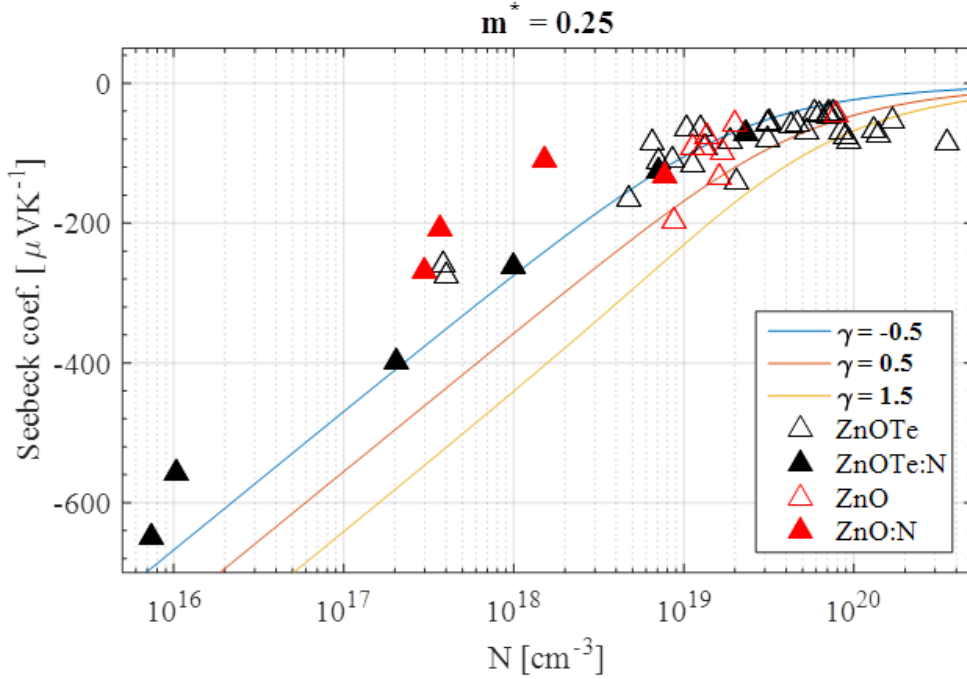 m* = 0.25
0
-200
-400
-600
Seebeck coef. [μVK⁻¹]
10¹⁶
10¹⁷
10¹⁸
10¹⁹
10²⁰
N [cm⁻³]
γ = -0.5
γ = 0.5
γ = 1.5
ZnOTe
ZnOTe:N
ZnO
ZnO:N